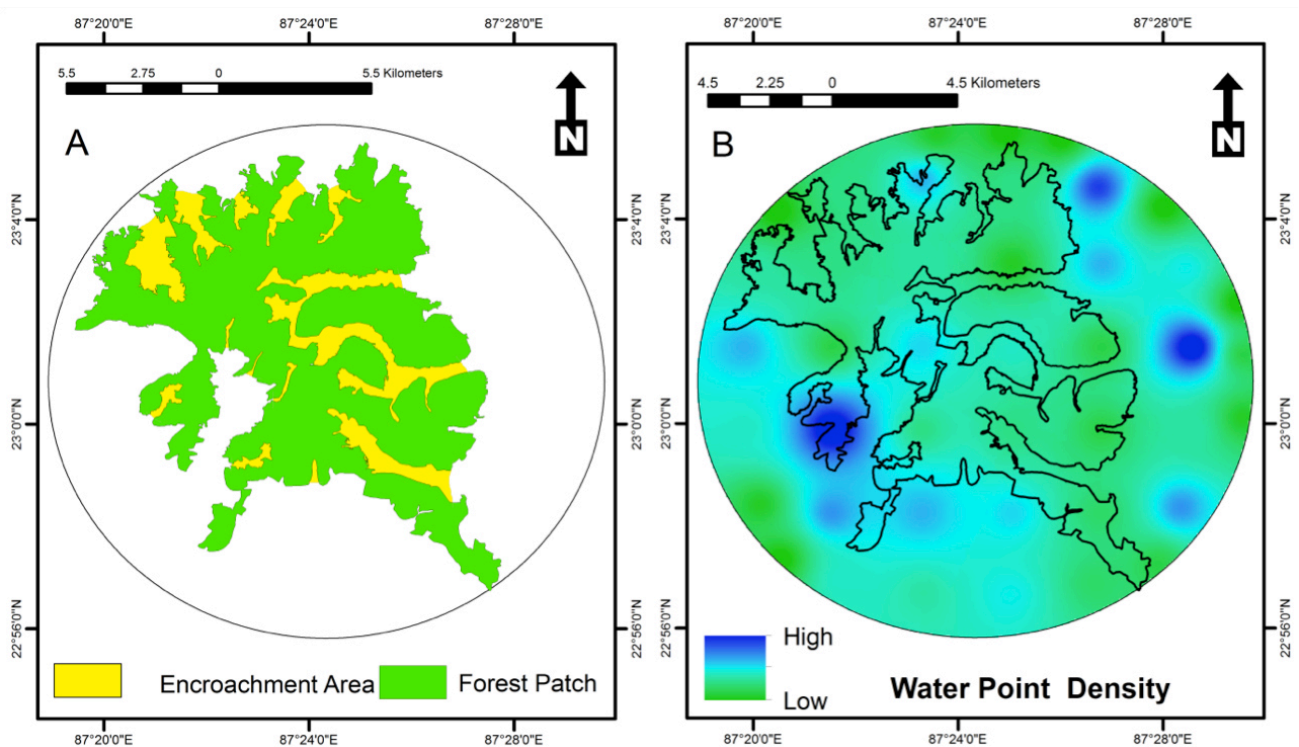 87°20'0"E 87°24'0"E 87°28'0"E
5.5 2.75 0 5.5 Kilometers
A
N
23°4'0"N 23°4'0"N
23°0'0"N 23°0'0"N
22°56'0"N 22°56'0"N
Encroachment Area Forest Patch
87°20'0"E 87°24'0"E 87°28'0"E
87°20'0"E 87°24'0"E 87°28'0"E
4.5 2.25 0 4.5 Kilometers
B
N
23°4'0"N 23°4'0"N
23°0'0"N 23°0'0"N
22°56'0"N 22°56'0"N
High
Low
Water Point Density
87°20'0"E 87°24'0"E 87°28'0"E